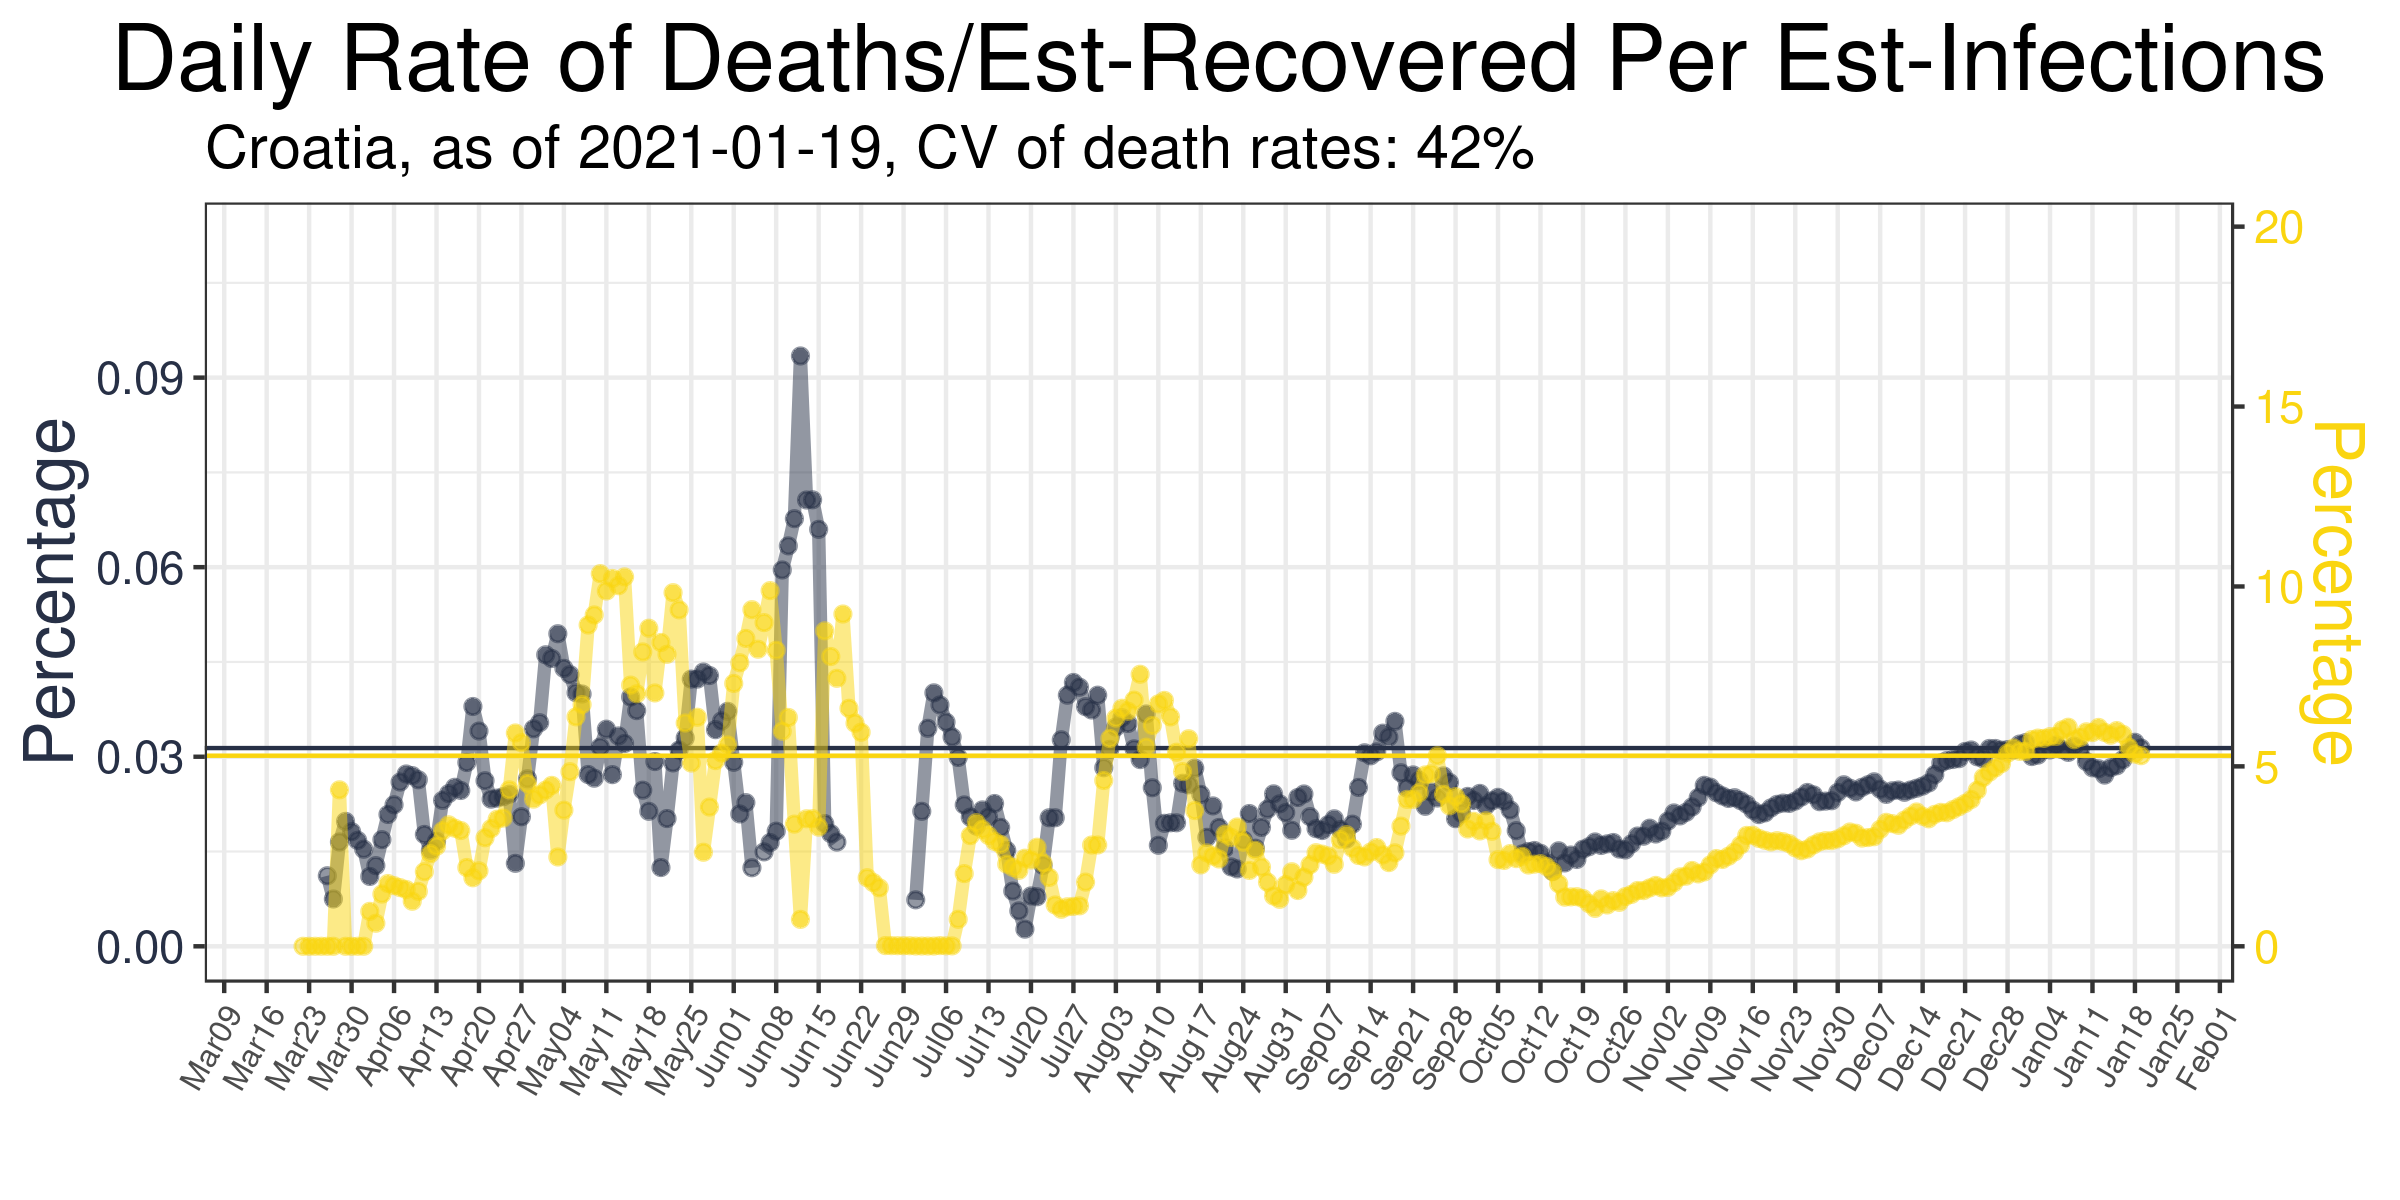 Daily Rate of Deaths/Est-Recovered Per Est-Infections
Croatia, as of 2021-01-19, CV of death rates: 42%
Percentage
0.09
0.06
0.03
0.00
20
15
10
5
0
Percentage
Mar09 Mar16 Mar23 Mar30 Apr06 Apr13 Apr20 Apr27 May04 May11 May18 May25 Jun01 Jun08 Jun15 Jun22 Jun29 Jul06 Jul13 Jul20 Jul27 Aug03 Aug10 Aug17 Aug24 Aug31 Sep07 Sep14 Sep21 Sep28 Oct05 Oct12 Oct19 Oct26 Nov02 Nov09 Nov16 Nov23 Nov30 Dec07 Dec14 Dec21 Dec28 Jan04 Jan11 Jan18 Jan25 Feb01